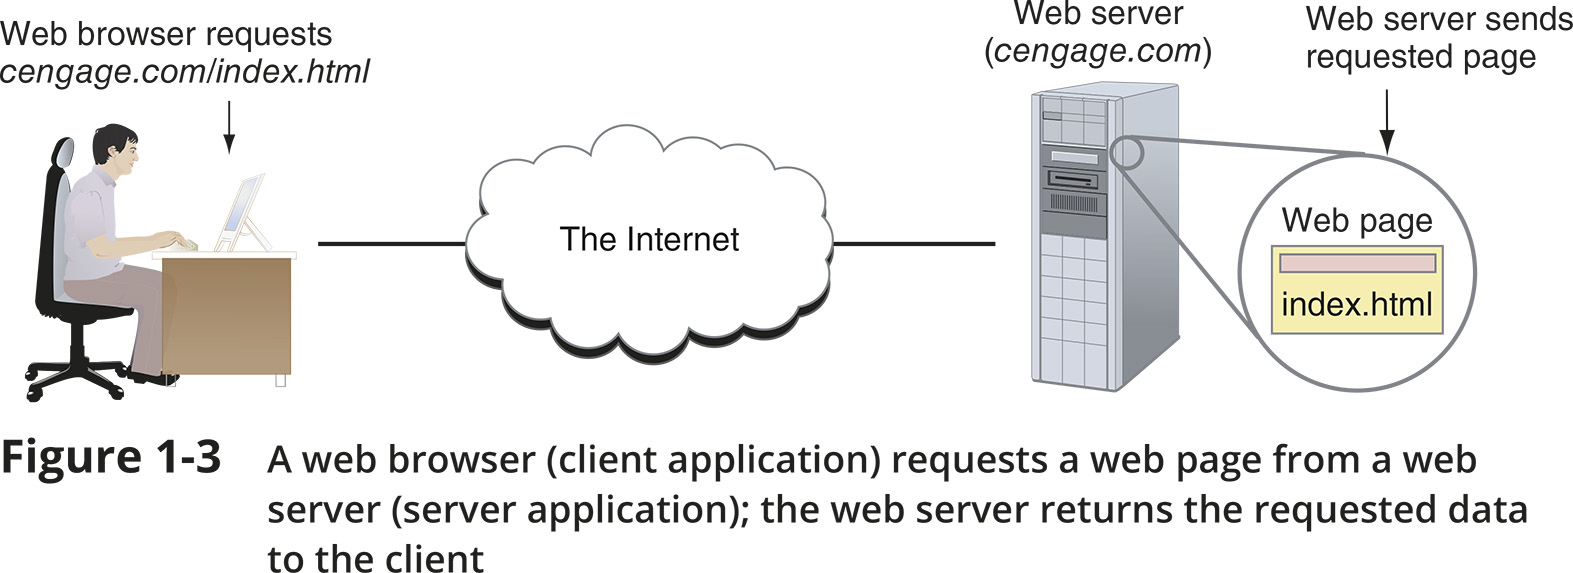 Web browser requests
cengage.com/index.html
The Internet
Web server
(cengage.com)
Web server sends
requested page
Web page
index.html
Figure 1-3 A web browser (client application) requests a web page from a web
server (server application); the web server returns the requested data
to the client